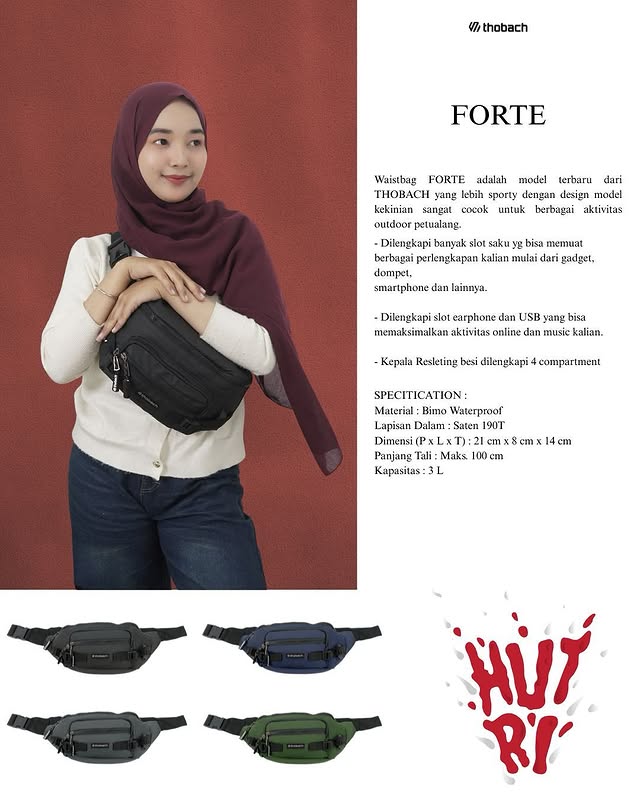 thobach
FORTE
Waistbag FORTE adalah model terbaru dari
THOBACH yang lebih sporty dengan design model
kekinian sangat cocok untuk berbagai aktivitas
outdoor petualang.
- Dilengkapi banyak slot saku yg bisa memuat
berbagai perlengkapan kalian mulai dari gadget,
dompet,
smartphone dan lainnya.
- Dilengkapi slot earphone dan USB yang bisa
memaksimalkan aktivitas online dan music kalian.
- Kepala Resleting besi dilengkapi 4 compartment
SPECITICATION :
Material : Bimo Waterproof
Lapisan Dalam : Saten 190T
Dimensi (P x L x T) : 21 cm x 8 cm x 14 cm
Panjang Tali : Maks. 100 cm
Kapasitas : 3 L
HUT
RI